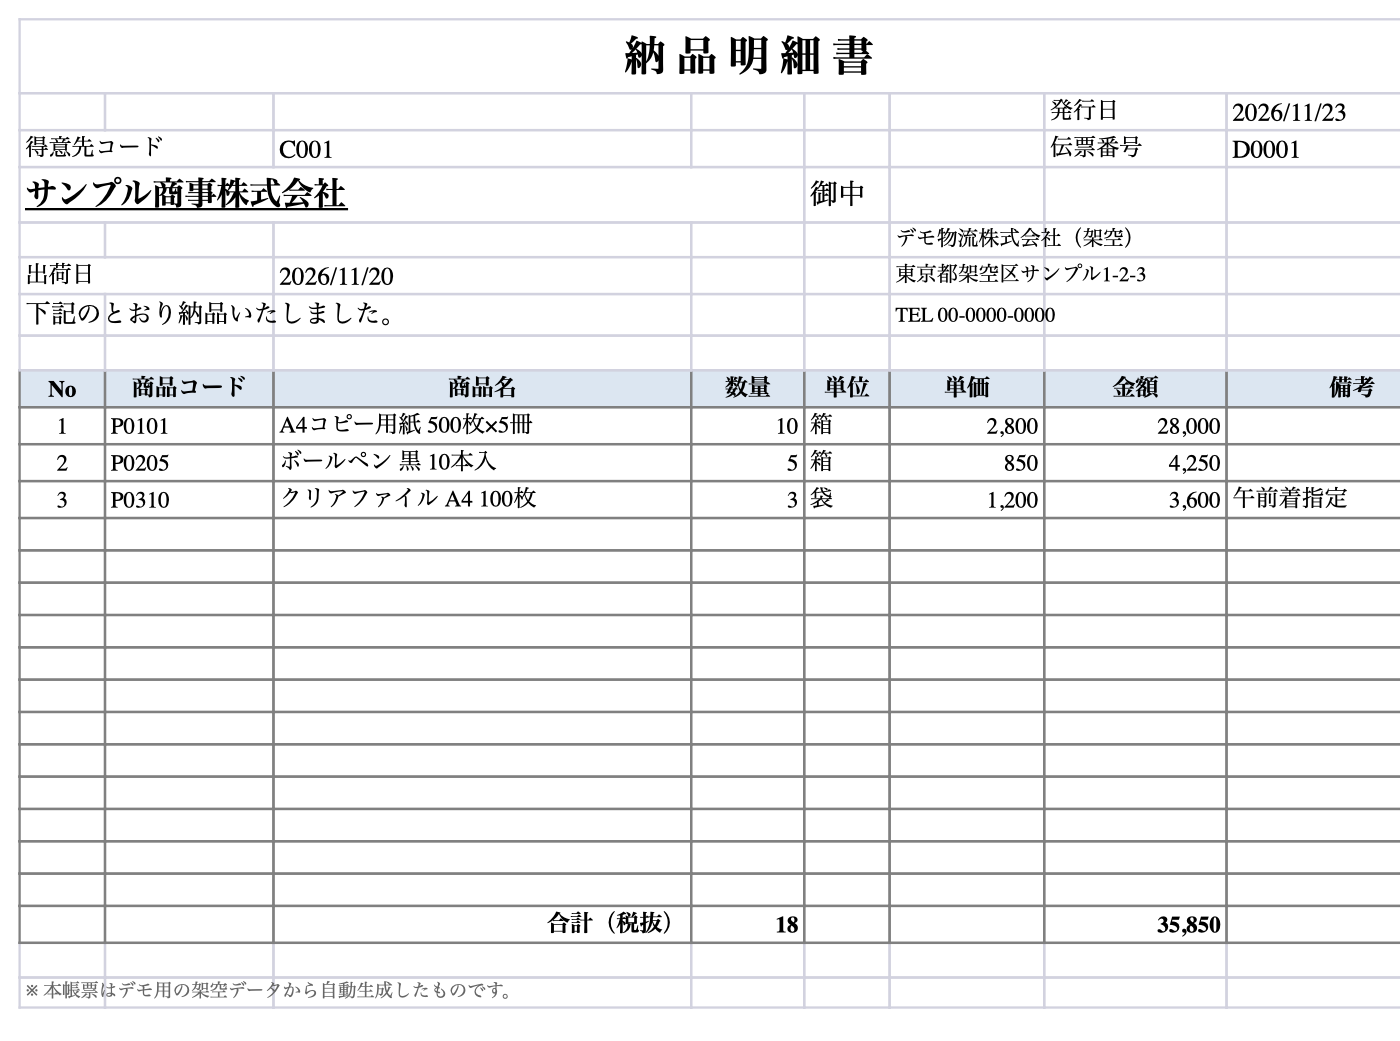 納品明細書
発行日 2026/11/23
得意先コード C001 伝票番号 D0001
サンプル商事株式会社 御中
デモ物流株式会社（架空）
出荷日 2026/11/20 東京都架空区サンプル1-2-3
下記のとおり納品いたしました。 TEL 00-0000-0000
No 商品コード 商品名 数量 単位 単価 金額 備考
1 P0101 A4コピー用紙 500枚×5冊 10 箱 2,800 28,000
2 P0205 ボールペン 黒 10本入 5 箱 850 4,250
3 P0310 クリアファイル A4 100枚 3 袋 1,200 3,600 午前着指定
合計（税抜） 18 35,850
※ 本帳票はデモ用の架空データから自動生成したものです。